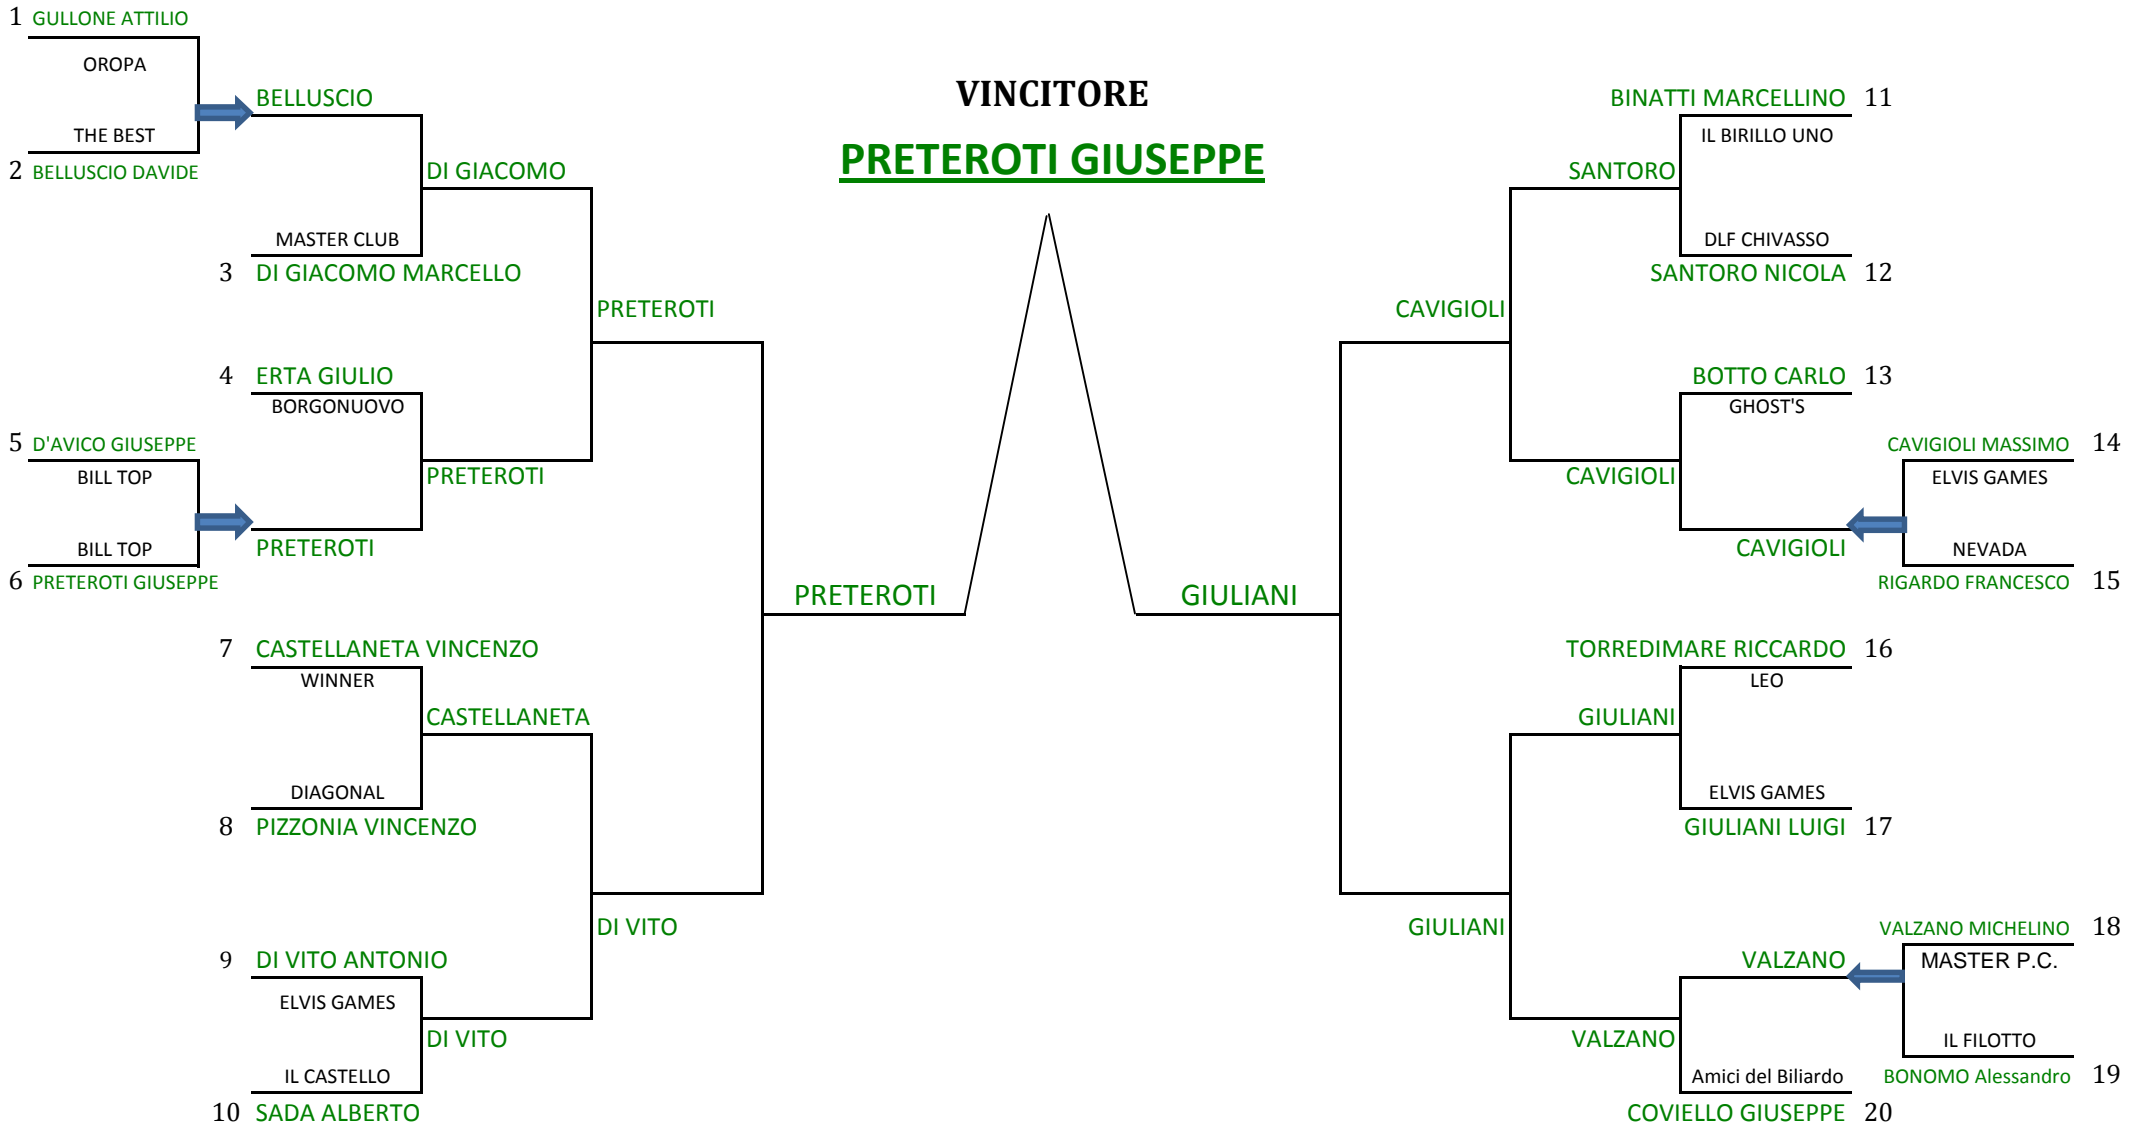 1 GULLONE ATTILIO
OROPA
THE BEST
2 BELLUSCIO DAVIDE
BELLUSCIO
MASTER CLUB
3 DI GIACOMO MARCELLO
DI GIACOMO
4 ERTA GIULIO
BORGONUOVO
5 D'AVICO GIUSEPPE
BILL TOP
BILL TOP
6 PRETEROTI GIUSEPPE
PRETEROTI
PRETEROTI
PRETEROTI
7 CASTELLANETA VINCENZO
WINNER
DIAGONAL
8 PIZZONIA VINCENZO
CASTELLANETA
9 DI VITO ANTONIO
ELVIS GAMES
IL CASTELLO
10 SADA ALBERTO
DI VITO
DI VITO
PRETEROTI
VINCITORE
PRETEROTI GIUSEPPE
GIULIANI
BINATTI MARCELLINO 11
IL BIRILLO UNO
DLF CHIVASSO
SANTORO NICOLA 12
SANTORO
CAVIGIOLI
BOTTO CARLO 13
GHOST'S
CAVIGIOLI
CAVIGIOLI MASSIMO 14
ELVIS GAMES
NEVADA
RIGARDO FRANCESCO 15
CAVIGIOLI
TORREDIMARE RICCARDO 16
LEO
ELVIS GAMES
GIULIANI LUIGI 17
GIULIANI
GIULIANI
VALZANO MICHELINO 18
MASTER P.C.
IL FILOTTO
BONOMO Alessandro 19
VALZANO
VALZANO
Amici del Biliardo
COVIELLO GIUSEPPE 20